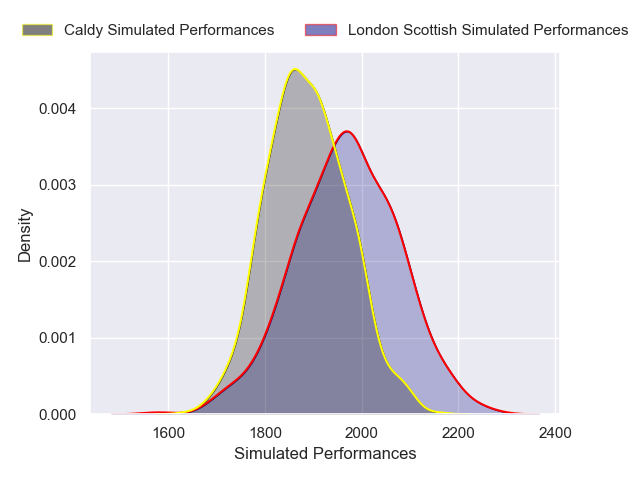 Caldy Simulated Performances
London Scottish Simulated Performances
Density
0.004
0.003
0.002
0.001
0.000
1600
1800
2000
2200
2400
Simulated Performances